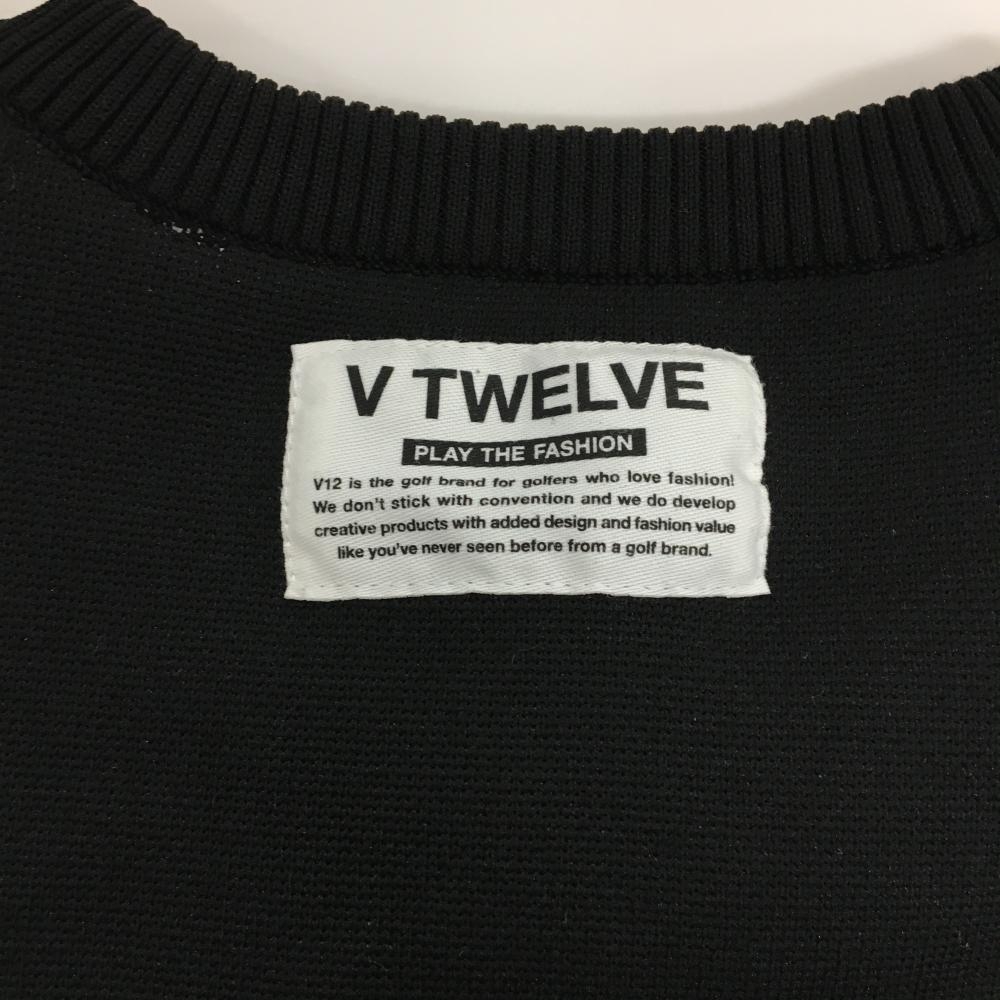 V TWELVE
PLAY THE FASHION
V12 is the golf brand for golfers who love fashion!
We don't stick with convention and we do develop
creative products with added design and fashion value
like you've never seen before from a golf brand.